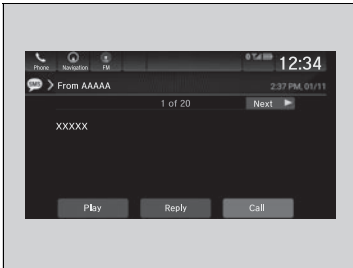 Phone Navigation FM 12:34
SMS From AAAAA 2:37 PM, 01/11
1 of 20 Next
XXXXX
Play Reply Call